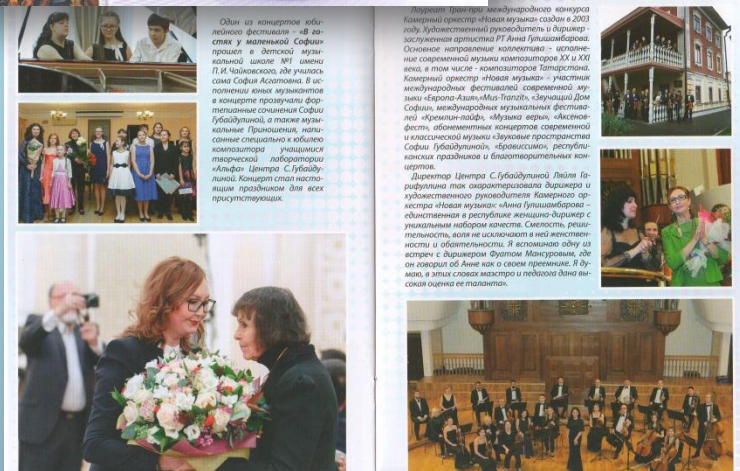 Один из концертов юби-
лейного фестиваля - «В го-
стях у маленькой Софии»
прошел в детской музы-
кальной школе №1 имени
П.И. Чайковского, где училась
сама София Асгатовна. В ис-
полнении юных музыкантов
в концерте прозвучали фор-
тепианные сочинения Софии
Губайдулиной, а также музы-
кальные Приношения, напи-
санные специально к юбилею
композитора учащимися
творческой лаборатории
«Альфа» Центра С.Губайду-
линой. Концерт стал настоя-
щим праздником для всех
присутствующих.
Лауреат Гран-при международного конкурса
Камерный оркестр «Новая музыка» создан в 2003
году. Художественный руководитель и дирижер -
заслуженная артистка РТ Анна Гулишамбарова.
Основное направление коллектива - исполне-
ние современной музыки композиторов XX и XXI
века, в том числе - композиторов Татарстана.
Камерный оркестр «Новая музыка» - участник
международных фестивалей современной му-
зыки «Европа-Азия»,«Mus-Tranzit», «Звучащий Дом
Софии», международных музыкальных фестива-
лей «Кремлин-лайф», «Музыка веры», «Аксенов-
фест», абонементных концертов современной
и классической музыки «Звуковые пространства
Софии Губайдулиной», «Брависсимо», республи-
канских праздников и благотворительных кон-
цертов.
Директор Центра С.Губайдулиной Ляйля Га-
рифуллина так охарактеризовала дирижера и
художественного руководителя Камерного ор-
кестра «Новая музыка»: «Анна Гулишамбарова –
единственная в республике женщина-дирижер с
уникальным набором качеств. Смелость, реши-
тельность, воля не исключают в ней женствен-
ности и обаятельности. Я вспоминаю одну из
встреч с дирижером Фуатом Мансуровым, где
он говорил об Анне как о своем преемнике. Я ду-
маю, в этих словах маэстро и педагога дана вы-
сокая оценка ее таланта».